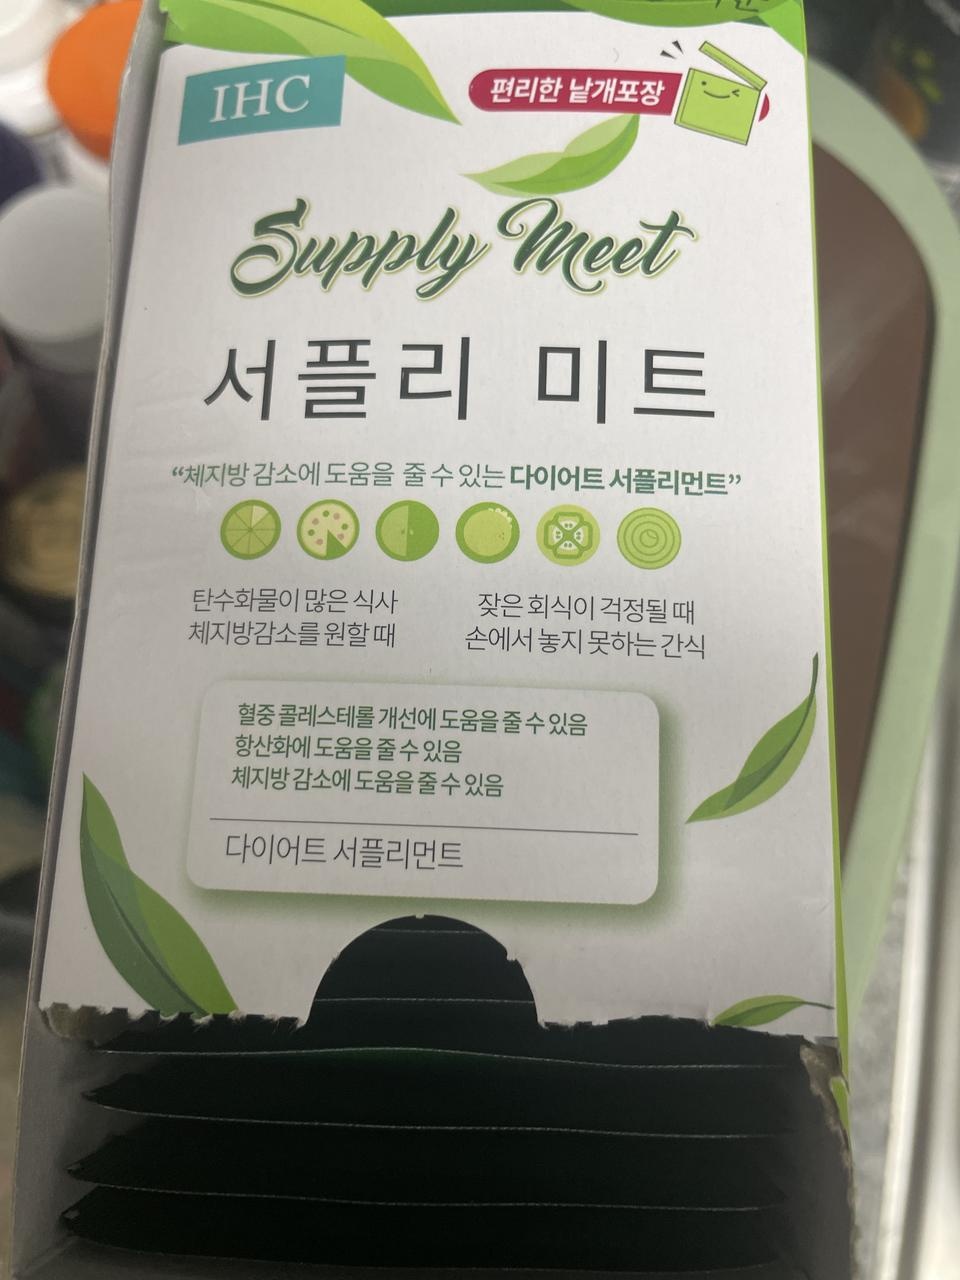 IHC
편리한 낱개포장
Supply Meet
서플리 미트
“체지방 감소에 도움을 줄 수 있는 다이어트 서플리먼트”
탄수화물이 많은 식사
체지방감소를 원할 때
잦은 회식이 걱정될 때
손에서 놓지 못하는 간식
혈중 콜레스테롤 개선에 도움을 줄 수 있음
항산화에 도움을 줄 수 있음
체지방 감소에 도움을 줄 수 있음
다이어트 서플리먼트